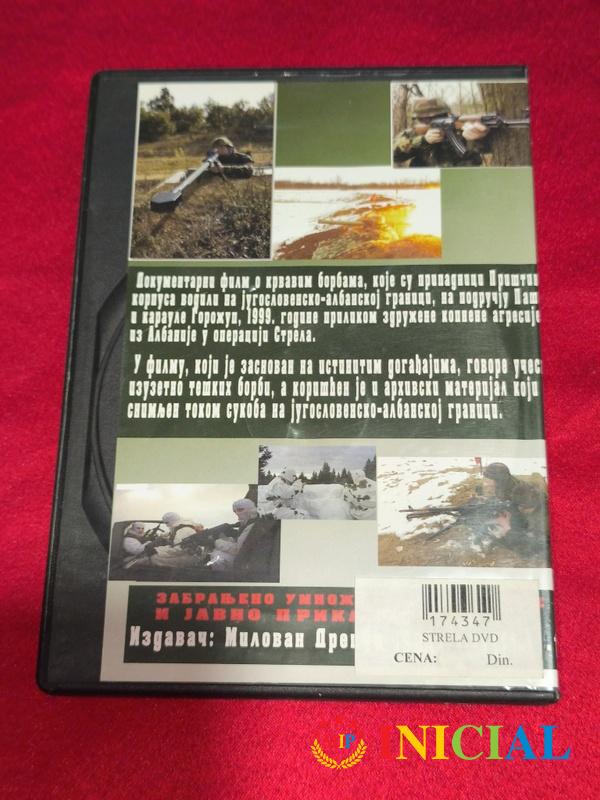 Документарни филм о крвавим борбама, које су припадници Пришти
корпуса водили на југословенско-албанској граници, на подручју Паш
и карауле Горожуп, 1999. године приликом здружене копнене агресије
из Албаније у операцији Стрела.
У филму, који је заснован на истинитим догађајима, говоре учес
изузетно тешких борби, а коришћен је и архивски материјал који
снимљен током сукоба на југословенско-албанској граници.
ЗАБРАЊЕНО УМНОЖ
И ЈАВНО ПРИКА
Издавач: Милован Дре
174347
STRELA DVD
CENA: Din.
IP INICIAL